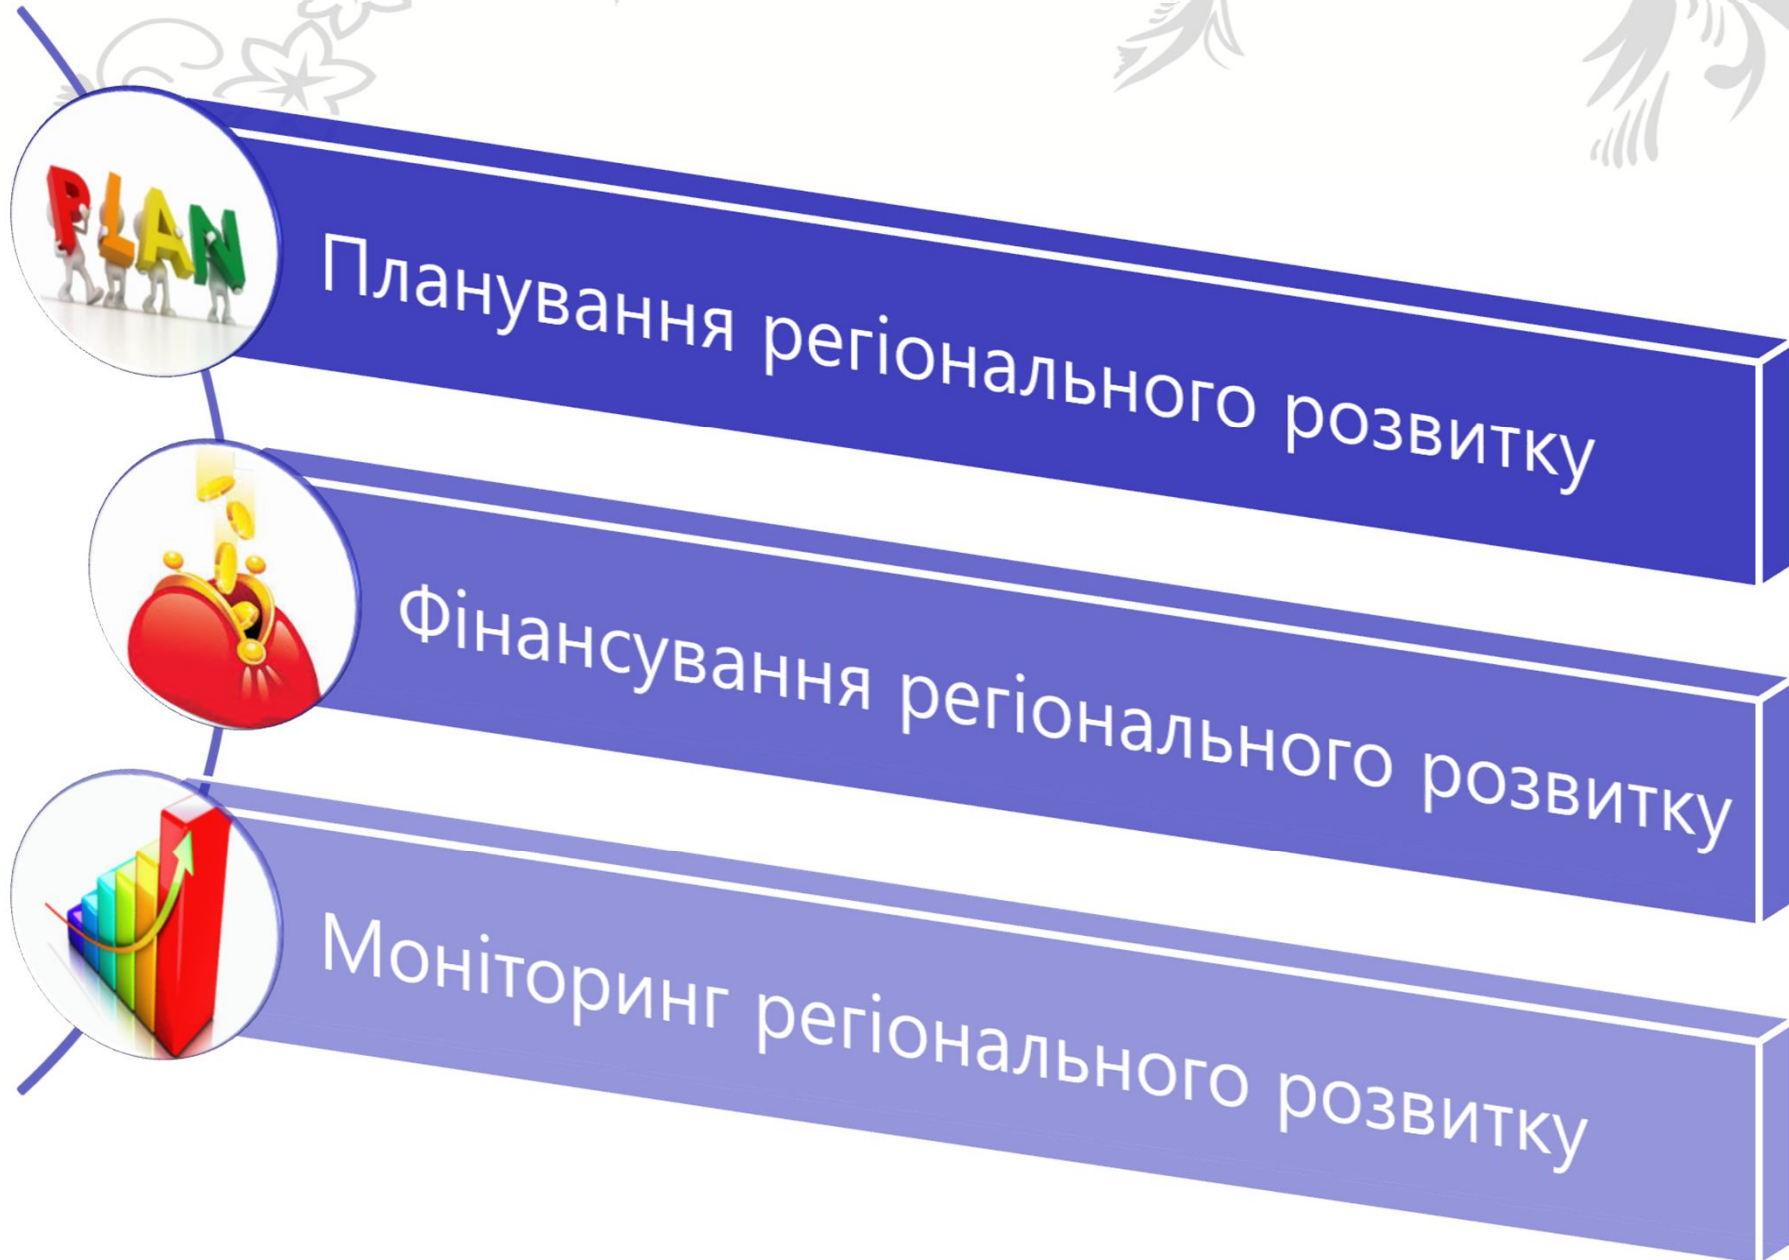 PLAN
Планування регіонального розвитку
Фінансування регіонального розвитку
Моніторинг регіонального розвитку